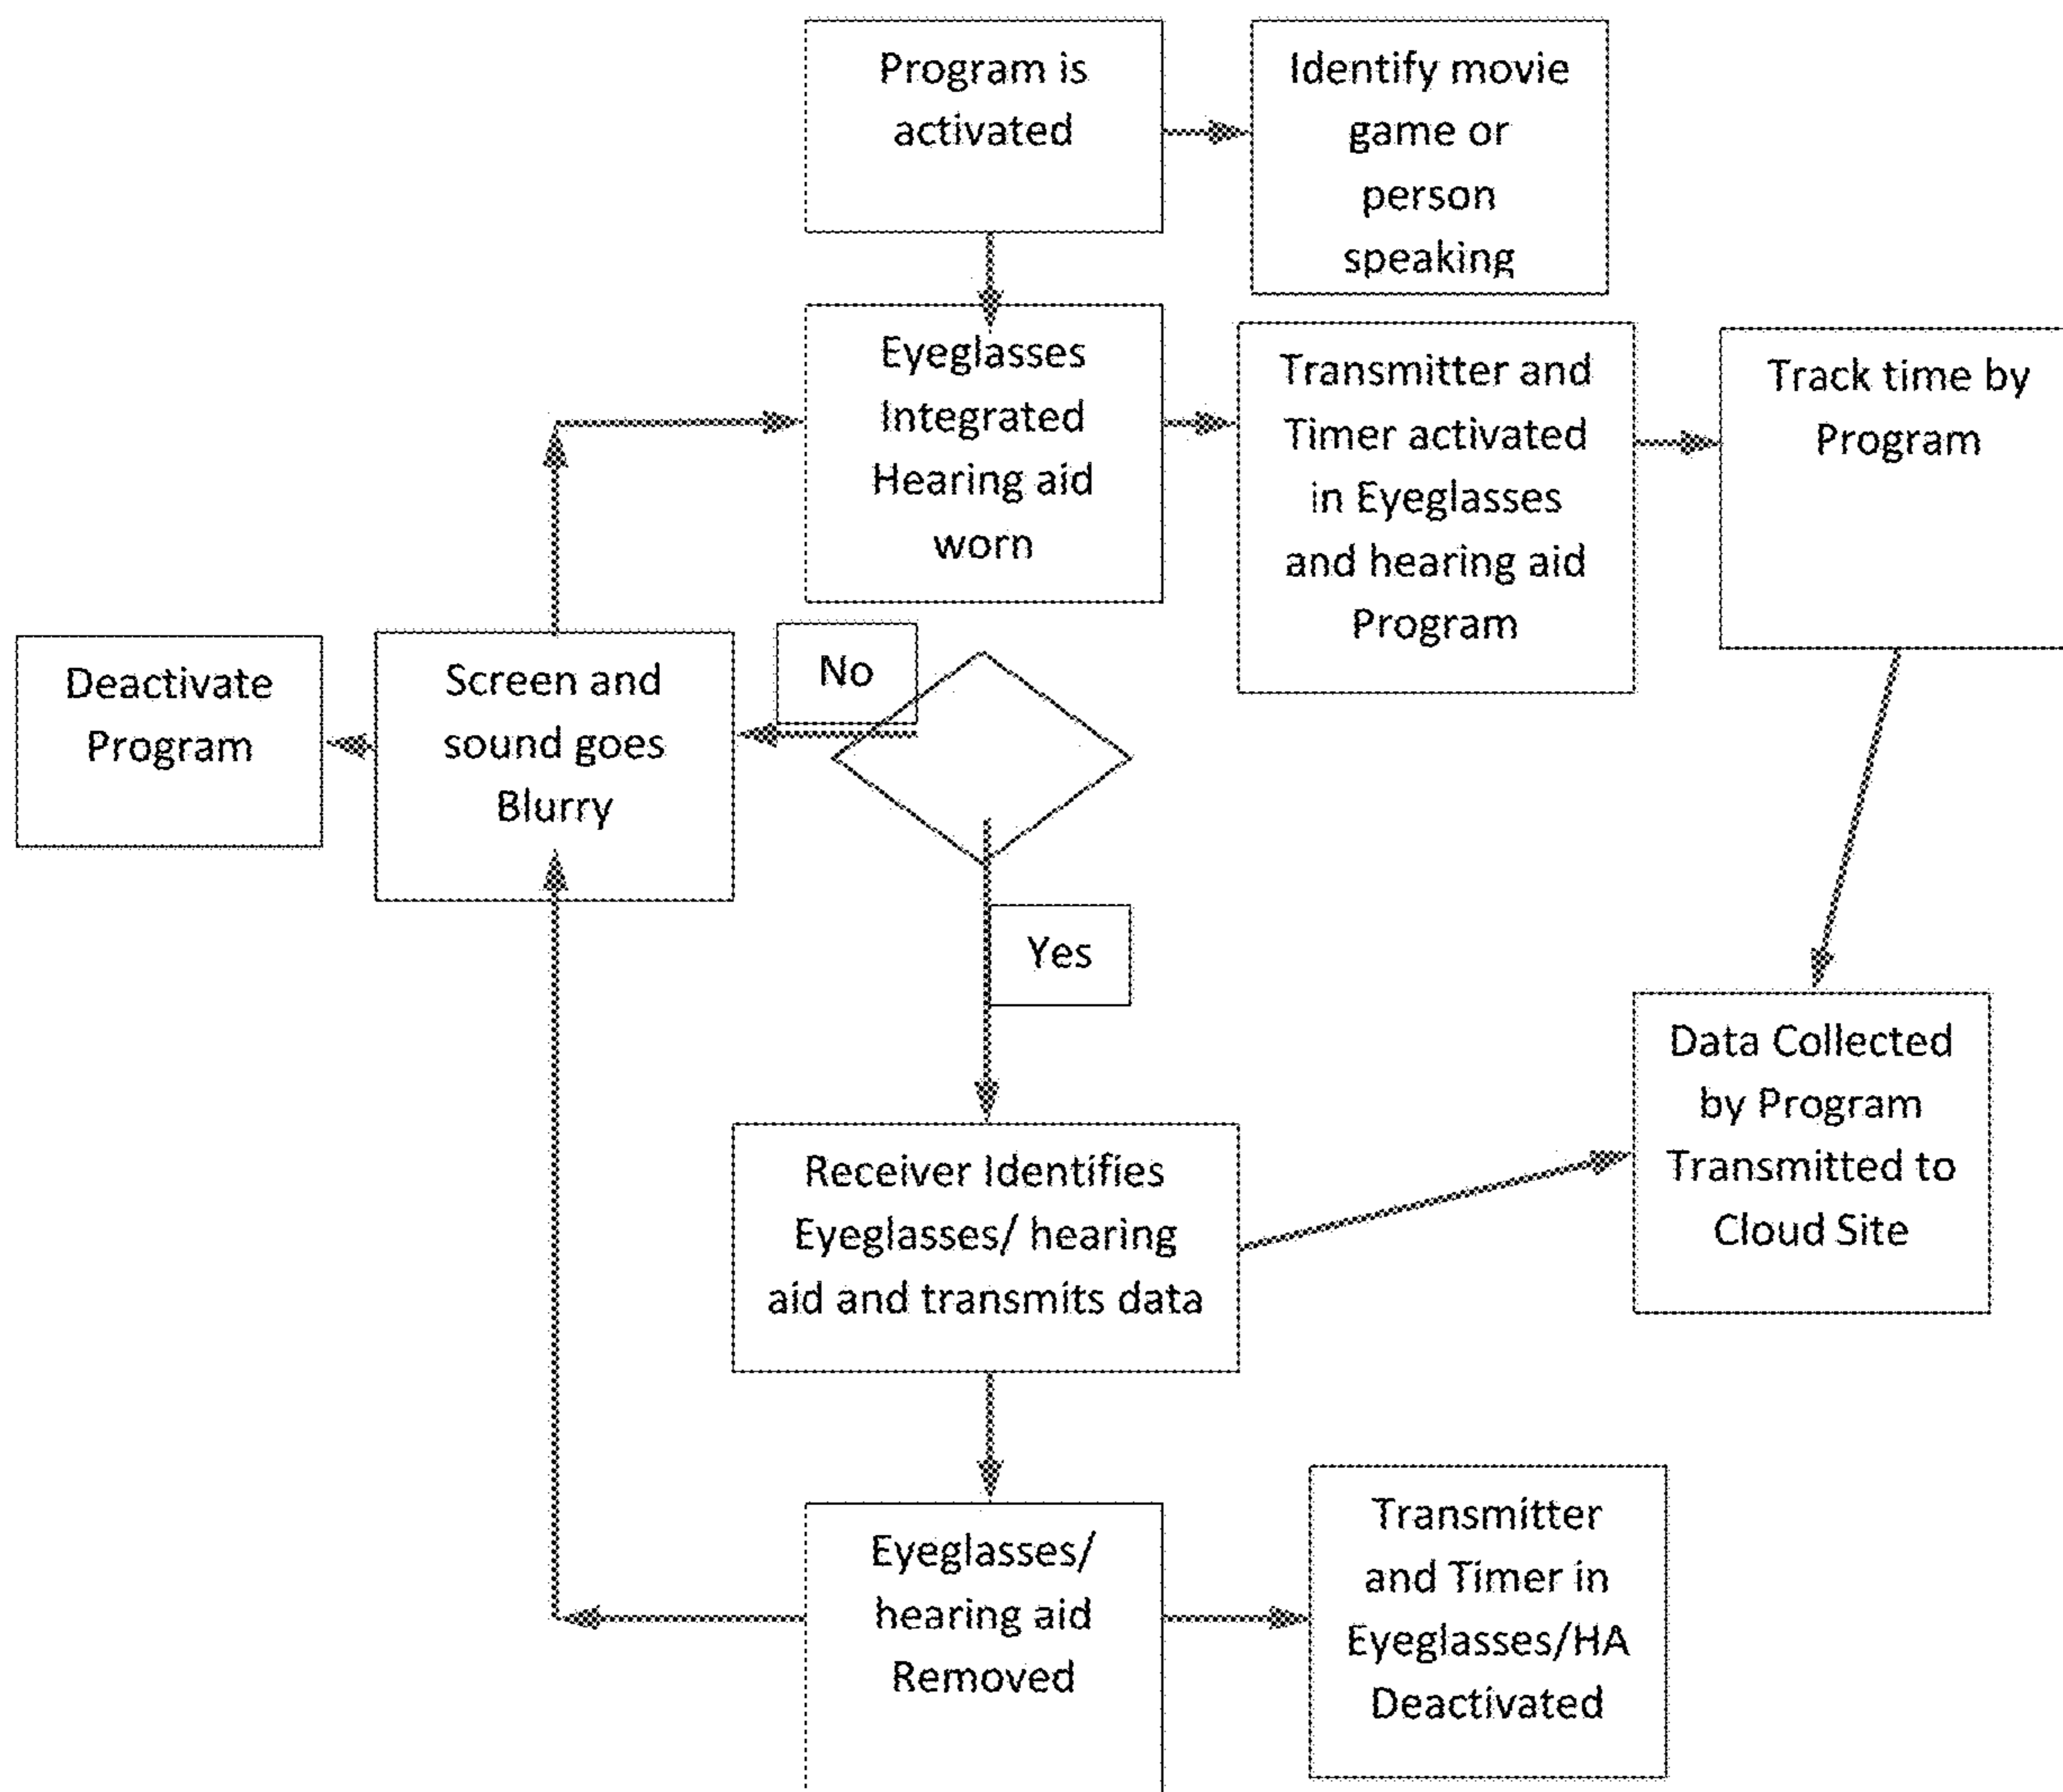 Program is
activated
Identify movie
game or
person
speaking
Eyeglasses
Integrated
Hearing aid
worn
Transmitter and
Timer activated
in Eyeglasses
and hearing aid
Program
Track time by
Program
Deactivate
Program
Screen and
sound goes
Blurry
No
Yes
Data Collected
by Program
Transmitted to
Cloud Site
Receiver Identifies
Eyeglasses/ hearing
aid and transmits data
Eyeglasses/
hearing aid
Removed
Transmitter
and Timer in
Eyeglasses/HA
Deactivated